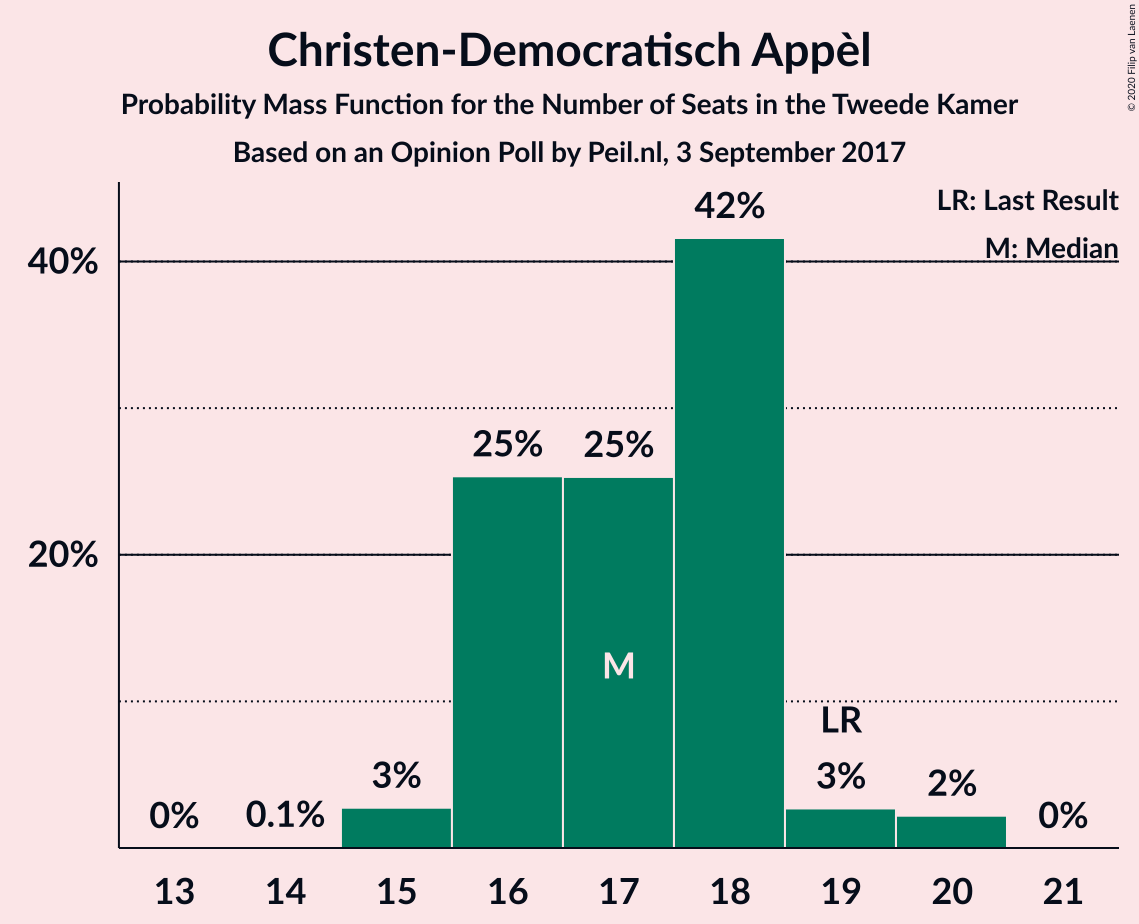 Christen-Democratisch Appèl
Probability Mass Function for the Number of Seats in the Tweede Kamer
Based on an Opinion Poll by Peil.nl, 3 September 2017
© 2020 Filip van Laenen
LR: Last Result
M: Median
42%
40%
25% 25%
20%
M
LR
0% 0.1% 3% 3% 2% 0%
13 14 15 16 17 18 19 20 21